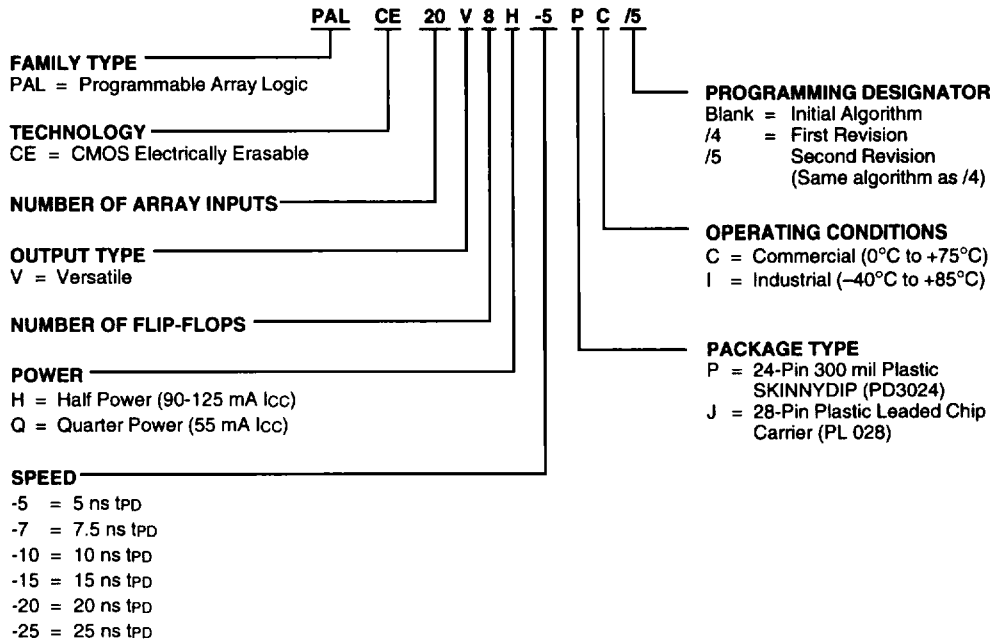 PAL CE 20 V 8 H -5 P C /5
FAMILY TYPE
PAL = Programmable Array Logic
TECHNOLOGY
CE = CMOS Electrically Erasable
NUMBER OF ARRAY INPUTS
OUTPUT TYPE
V = Versatile
NUMBER OF FLIP-FLOPS
POWER
H = Half Power (90-125 mA ICC)
Q = Quarter Power (55 mA ICC)
SPEED
-5 = 5 ns tPD
-7 = 7.5 ns tPD
-10 = 10 ns tPD
-15 = 15 ns tPD
-20 = 20 ns tPD
-25 = 25 ns tPD
PROGRAMMING DESIGNATOR
Blank = Initial Algorithm
/4 = First Revision
/5 Second Revision
(Same algorithm as /4)
OPERATING CONDITIONS
C = Commercial (0°C to +75°C)
I = Industrial (–40°C to +85°C)
PACKAGE TYPE
P = 24-Pin 300 mil Plastic
SKINNYDIP (PD3024)
J = 28-Pin Plastic Leaded Chip
Carrier (PL 028)